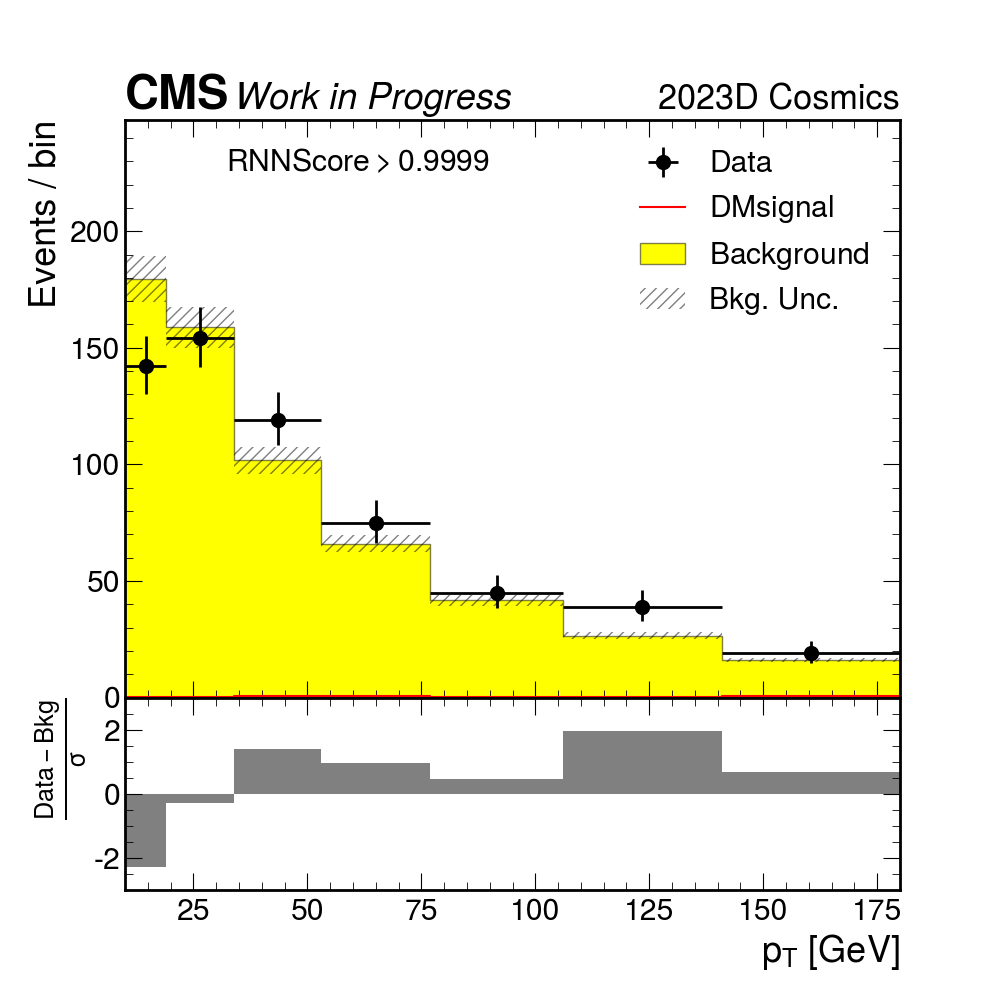 CMS Work in Progress 2023D Cosmics
Events / bin
RNNScore > 0.9999
Data
DMsignal
Background
Bkg. Unc.
200
150
100
50
0
Data – Bkg
σ
2
0
-2
25 50 75 100 125 150 175
pT [GeV]